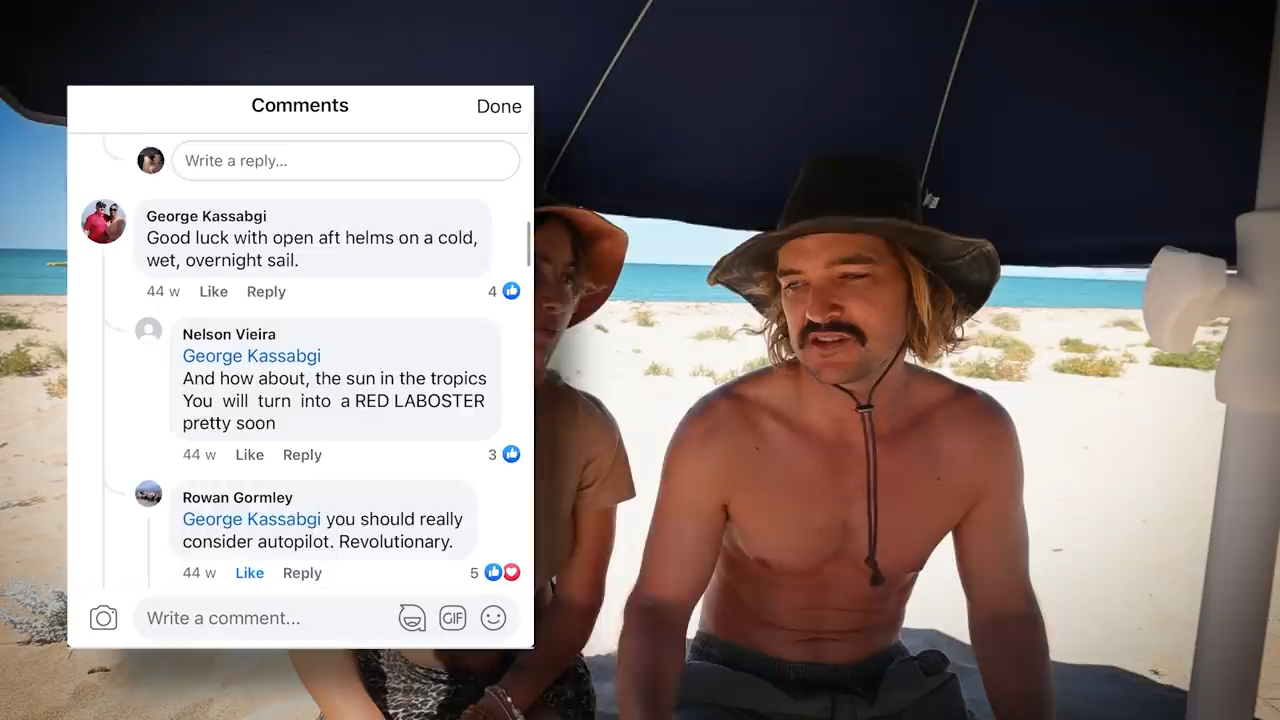 Comments
Done
Write a reply...
George Kassabgi
Good luck with open aft helms on a cold,
wet, overnight sail.
44 w Like Reply 4
Nelson Vieira
George Kassabgi
And how about, the sun in the tropics
You will turn into a RED LABOSTER
pretty soon
44 w Like Reply 3
Rowan Gormley
George Kassabgi you should really
consider autopilot. Revolutionary.
44 w Like Reply 5
Write a comment...
GIF